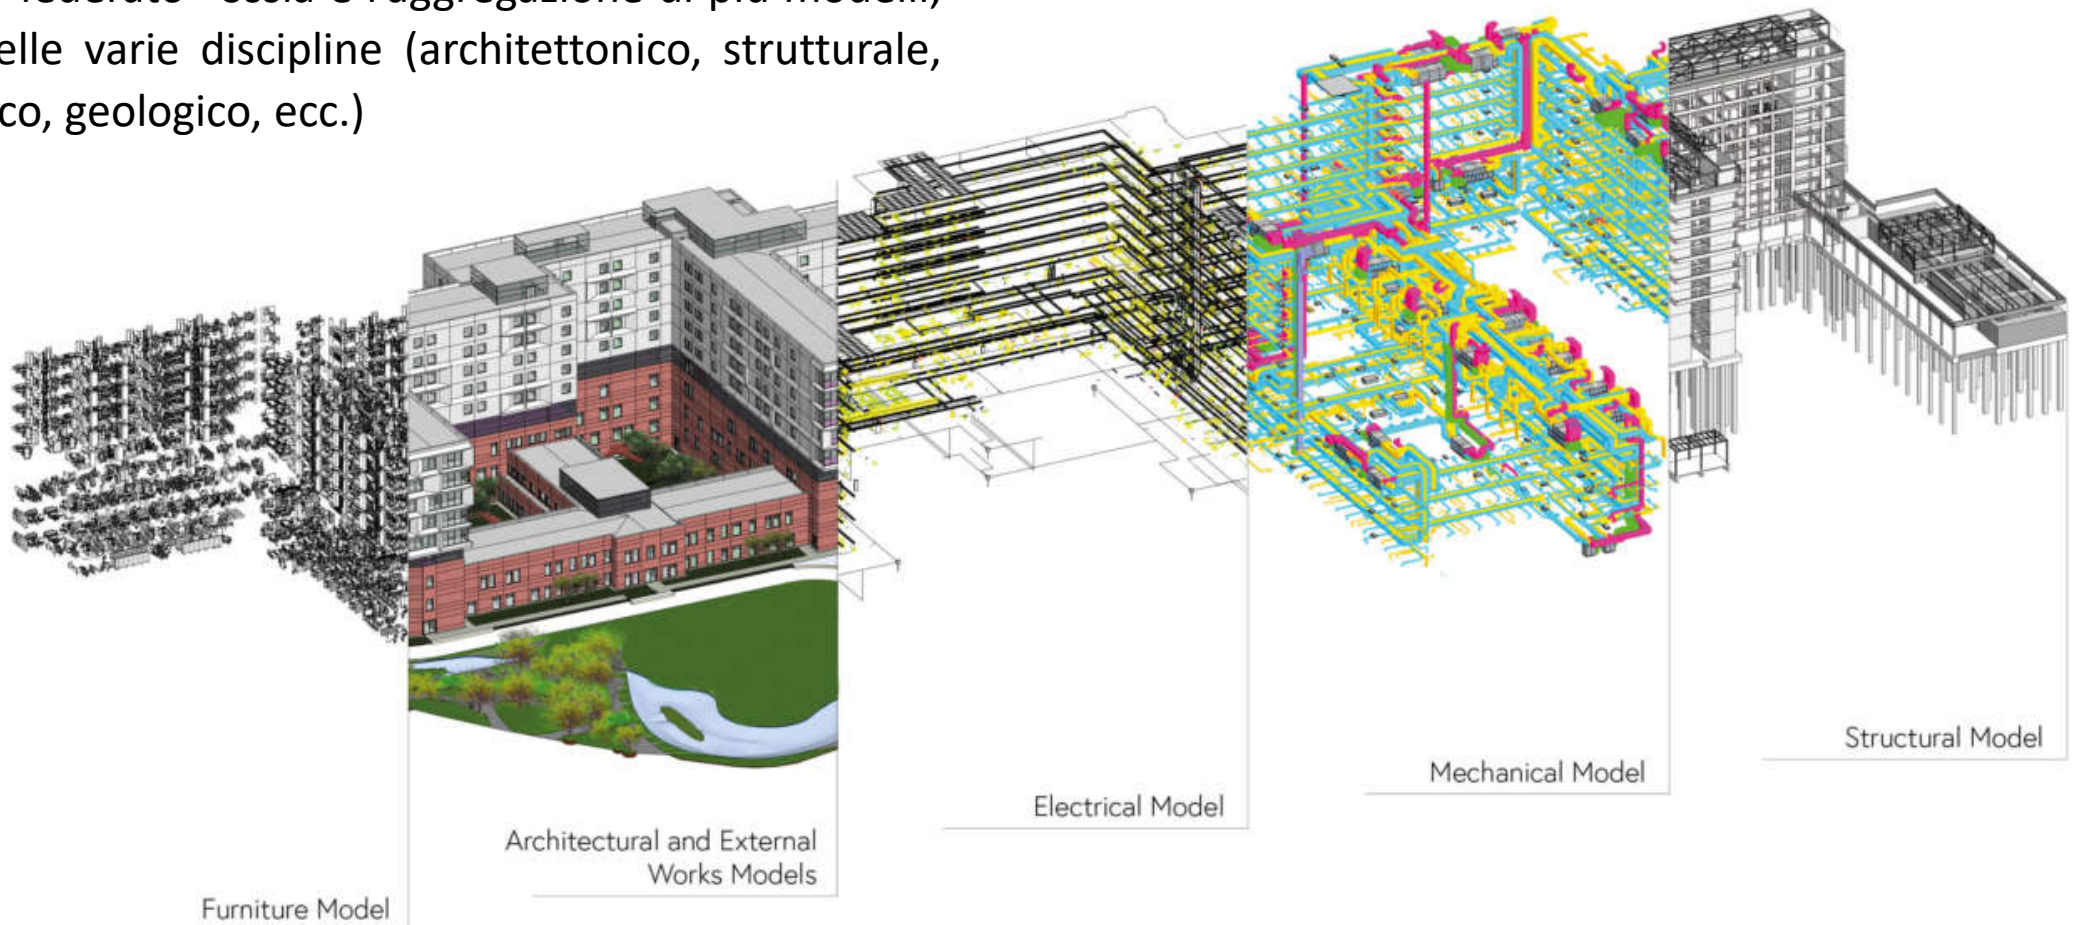 elle varie discipline (architettonico, strutturale,
co, geologico, ecc.)
Structural Model
Mechanical Model
Electrical Model
Architectural and External
Works Models
Furniture Model